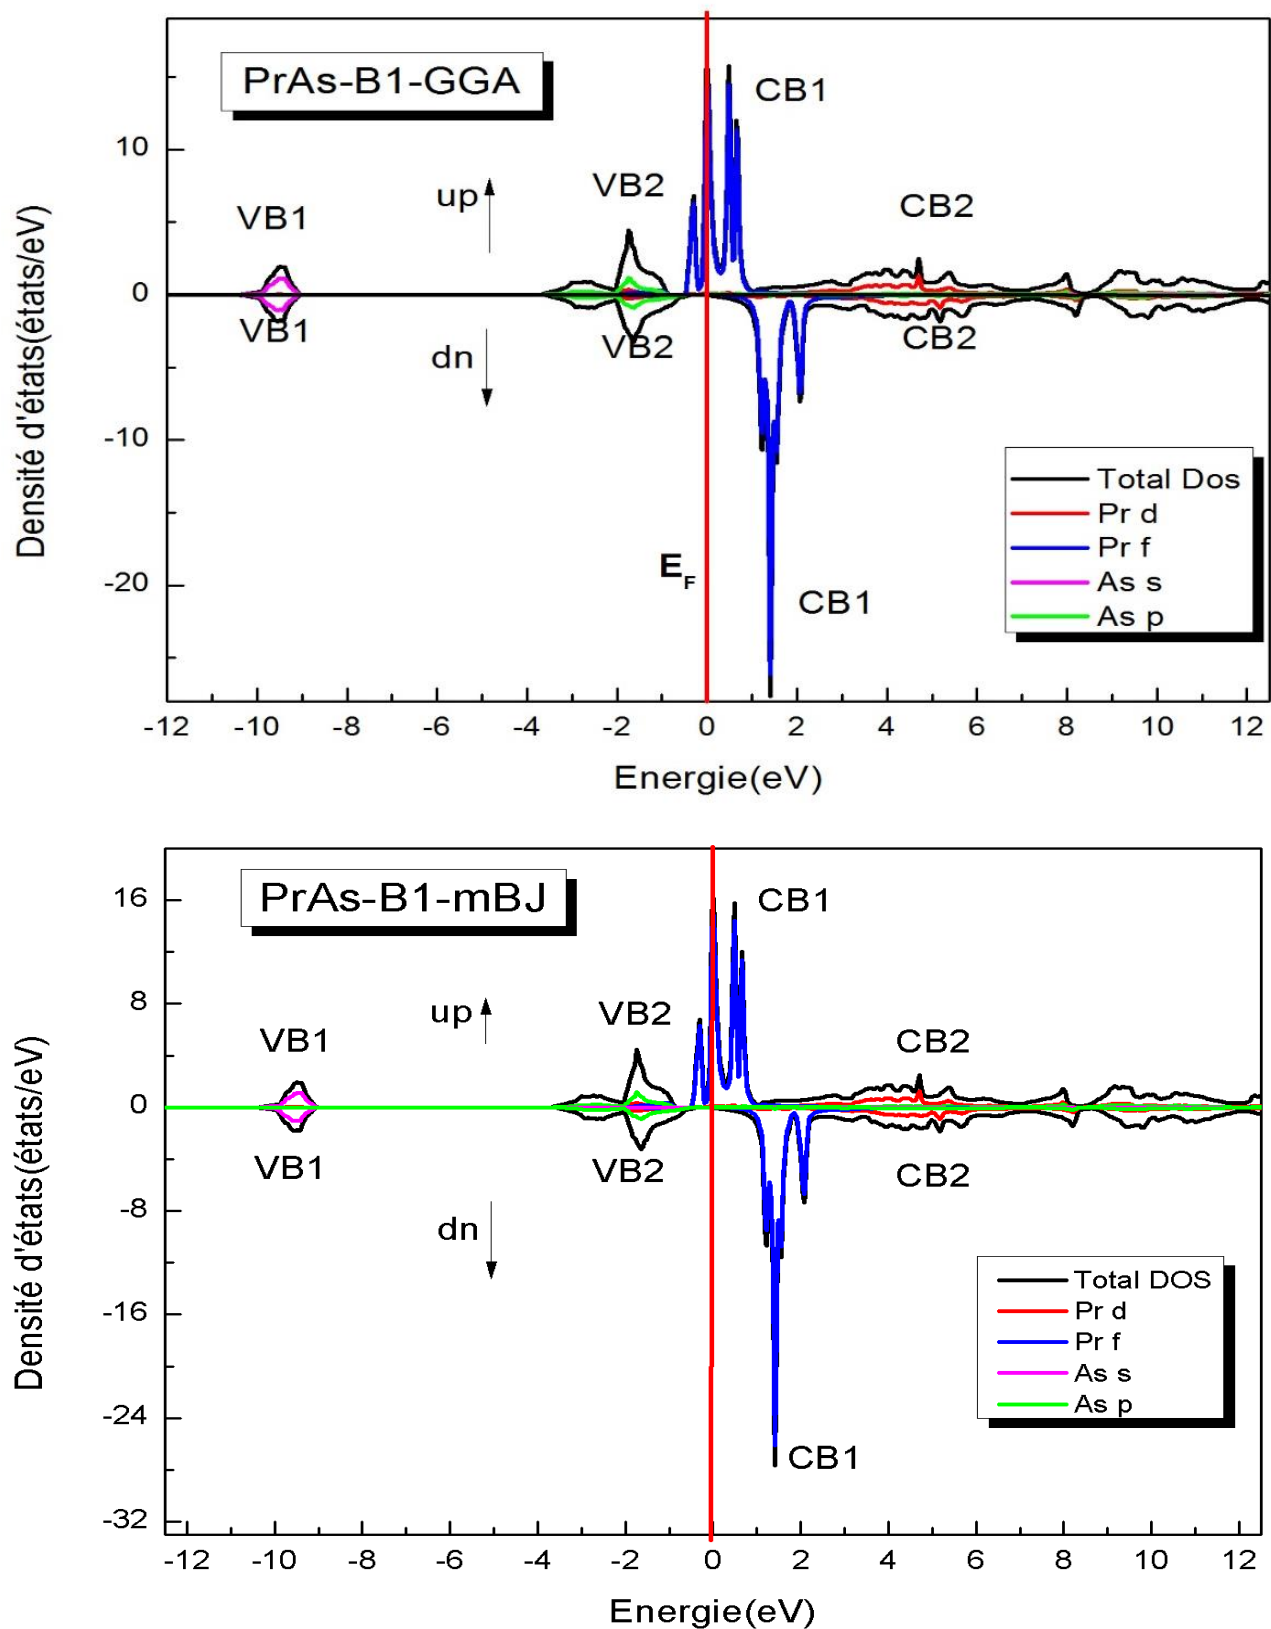 PrAs-B1-GGA
CB1
VB2
up
VB1
CB2
10
0
-10
-20
VB1
VB2
CB2
dn
Densité d'états(états/eV)
E_F
CB1
Total Dos
Pr d
Pr f
As s
As p
-12 -10 -8 -6 -4 -2 0 2 4 6 8 10 12
Energie(eV)
PrAs-B1-mBJ
CB1
16
8
0
-8
-16
-24
-32
up
VB2
VB1
CB2
VB1
VB2
CB2
dn
Densité d'états(états/eV)
Total DOS
Pr d
Pr f
As s
As p
CB1
-12 -10 -8 -6 -4 -2 0 2 4 6 8 10 12
Energie(eV)